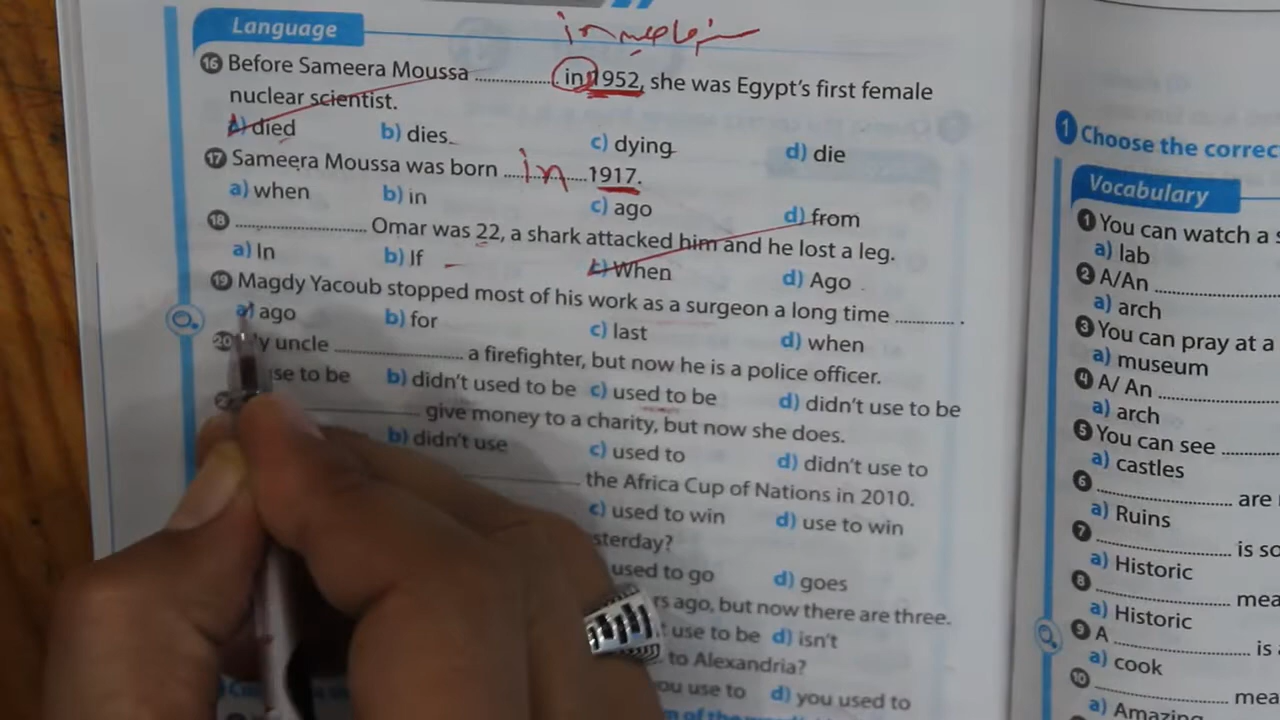 Language
16 Before Sameera Moussa .............. in 1952, she was Egypt's first female
nuclear scientist.
a) died b) dies c) dying d) die
17 Sameera Moussa was born ....in.... 1917.
a) when b) in c) ago d) from
18 ........................ Omar was 22, a shark attacked him and he lost a leg.
a) In b) If c) When d) Ago
19 Magdy Yacoub stopped most of his work as a surgeon a long time ........... .
a) ago b) for c) last d) when
20 uncle ........................ a firefighter, but now he is a police officer.
to be b) didn't used to be c) used to be d) didn't use to be
........................ give money to a charity, but now she does.
b) didn't use c) used to d) didn't use to
........................ the Africa Cup of Nations in 2010.
c) used to win d) use to win
used to go d) goes
ago, but now there are three.
use to be d) isn't
to Alexandria?
use to d) you used to
1 Choose the correc
Vocabulary
1 You can watch a
a) lab
2 A/An ........................
a) arch
3 You can pray at a
a) museum
4 A/ An ........................
a) arch
5 You can see ..............
a) castles
6 ........................ are
a) Ruins
7 ........................ is
a) Historic
8 ........................ mea
a) Historic
9 A ........................ is
a) cook
10 ........................ mea
a) Amazing